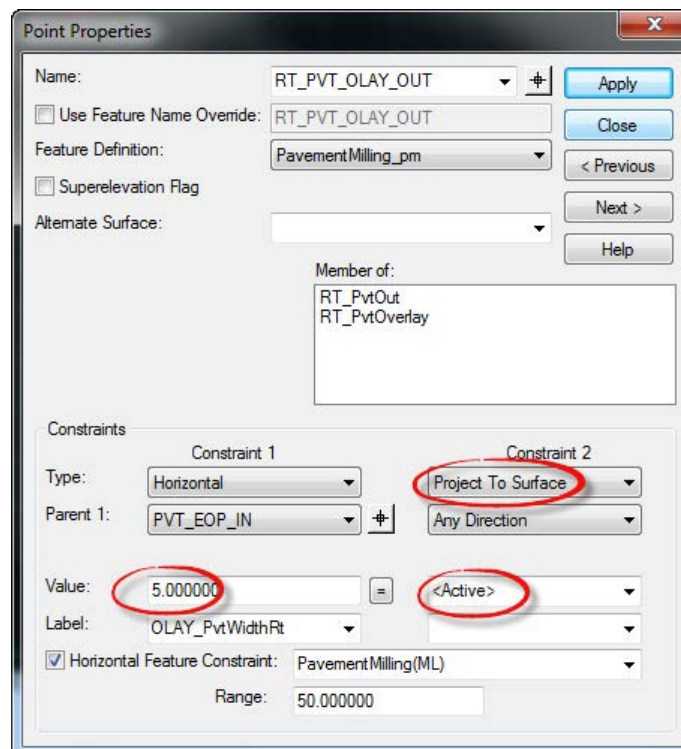 Point Properties
Name: RT_PVT_OLAY_OUT Apply
Use Feature Name Override: RT_PVT_OLAY_OUT Close
Feature Definition: PavementMilling_pm < Previous
Superelevation Flag Next >
Alternate Surface: Help
Member of:
RT_PvtOut
RT_PvtOverlay
Constraints
Constraint 1 Constraint 2
Type: Horizontal Project To Surface
Parent 1: PVT_EOP_IN Any Direction
Value: 5.000000 = <Active>
Label: OLAY_PvtWidthRt
Horizontal Feature Constraint: PavementMilling(ML)
Range: 50.000000